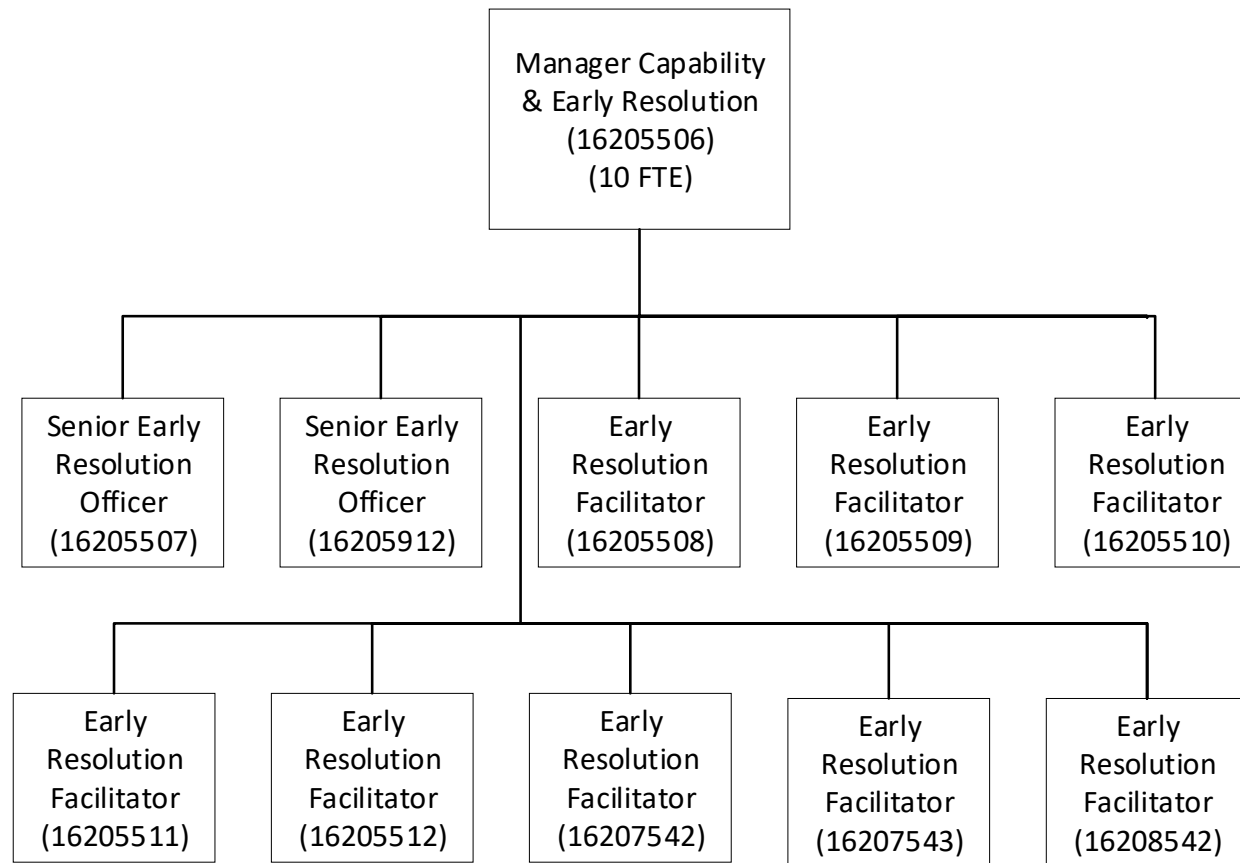 Manager Capability
& Early Resolution
(16205506)
(10 FTE)
Senior Early
Resolution
Officer
(16205507)
Senior Early
Resolution
Officer
(16205912)
Early
Resolution
Facilitator
(16205508)
Early
Resolution
Facilitator
(16205509)
Early
Resolution
Facilitator
(16205510)
Early
Resolution
Facilitator
(16205511)
Early
Resolution
Facilitator
(16205512)
Early
Resolution
Facilitator
(16207542)
Early
Resolution
Facilitator
(16207543)
Early
Resolution
Facilitator
(16208542)